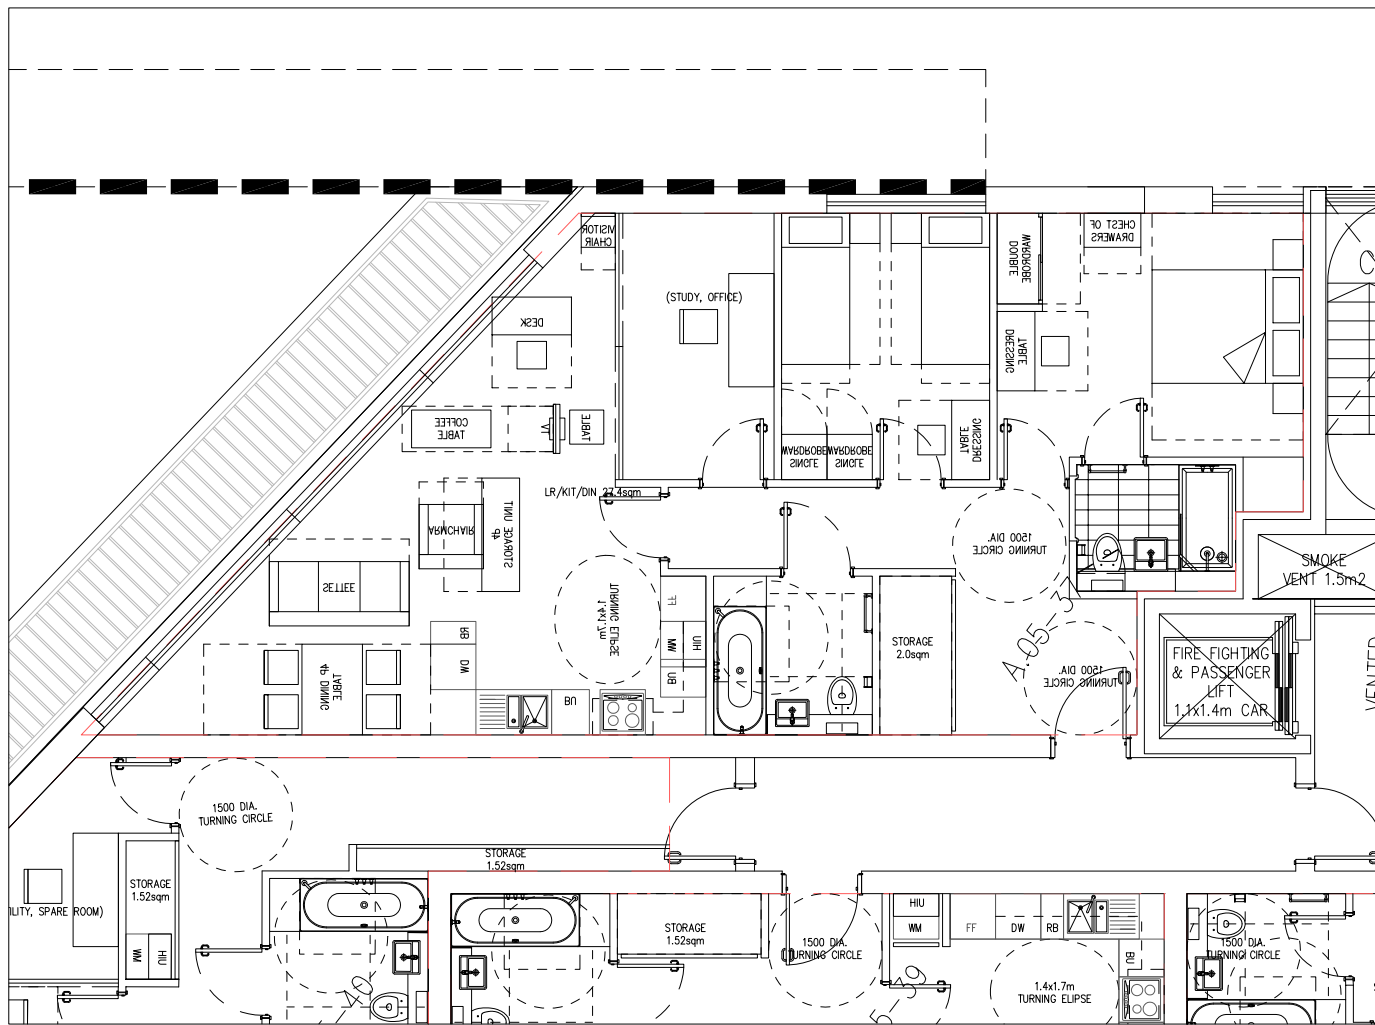 VISITOR
CHAIR
CHEST OF
DRAWERS
WARDROBE
DOUBLE
(STUDY, OFFICE)
DESK
DRESSING
TABLE
COFFEE
TABLE
TV
TABLE
WARDROBE
SINGLE
WARDROBE
SINGLE
DRESSING
TABLE
LR/KIT/DIN 27.4sqm
ARMCHAIR
4P
STORAGE UNIT
1500 DIA.
TURNING CIRCLE
SMOKE
VENT 1.5m2
SETTEE
1.4x1.7m
TURNING ELIPSE
FF
MW
HIU
BU
RB
DW
BU
STORAGE
2.0sqm
A.05-37
4P DINING
TABLE
1500 DIA.
TURNING CIRCLE
FIRE FIGHTING
& PASSENGER
LIFT
1.1x1.4m CAR
VENTED
1500 DIA.
TURNING CIRCLE
STORAGE
1.52sqm
STORAGE
1.52sqm
ILITY, SPARE ROOM)
WM
HIU
STORAGE
1.52sqm
1500 DIA.
TURNING CIRCLE
HIU
WM
FF
DW
RB
BU
1.4x1.7m
TURNING ELIPSE
1500 DIA.
TURNING CIRCLE
-40
5-39